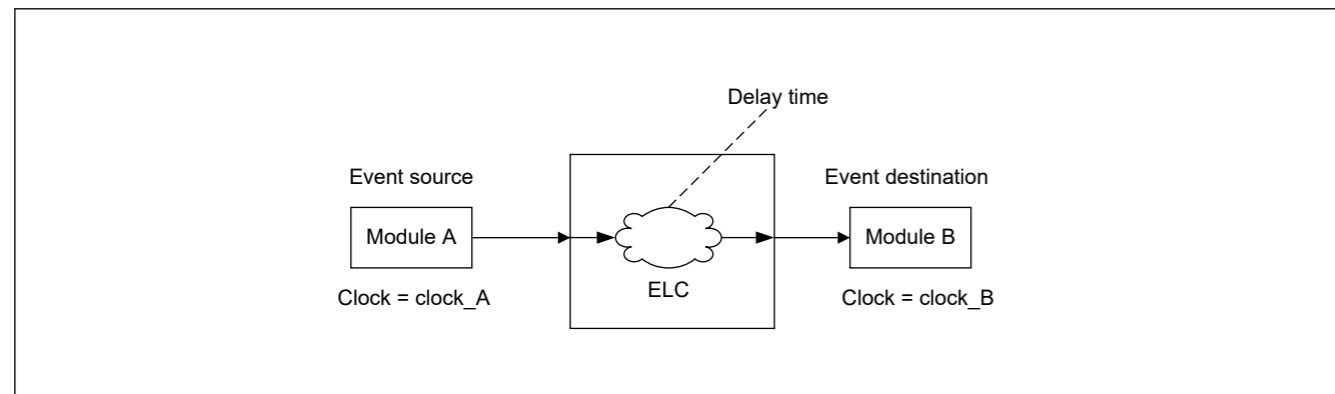 Delay time
Event source
Event destination
Module A
Module B
ELC
Clock = clock_A
Clock = clock_B